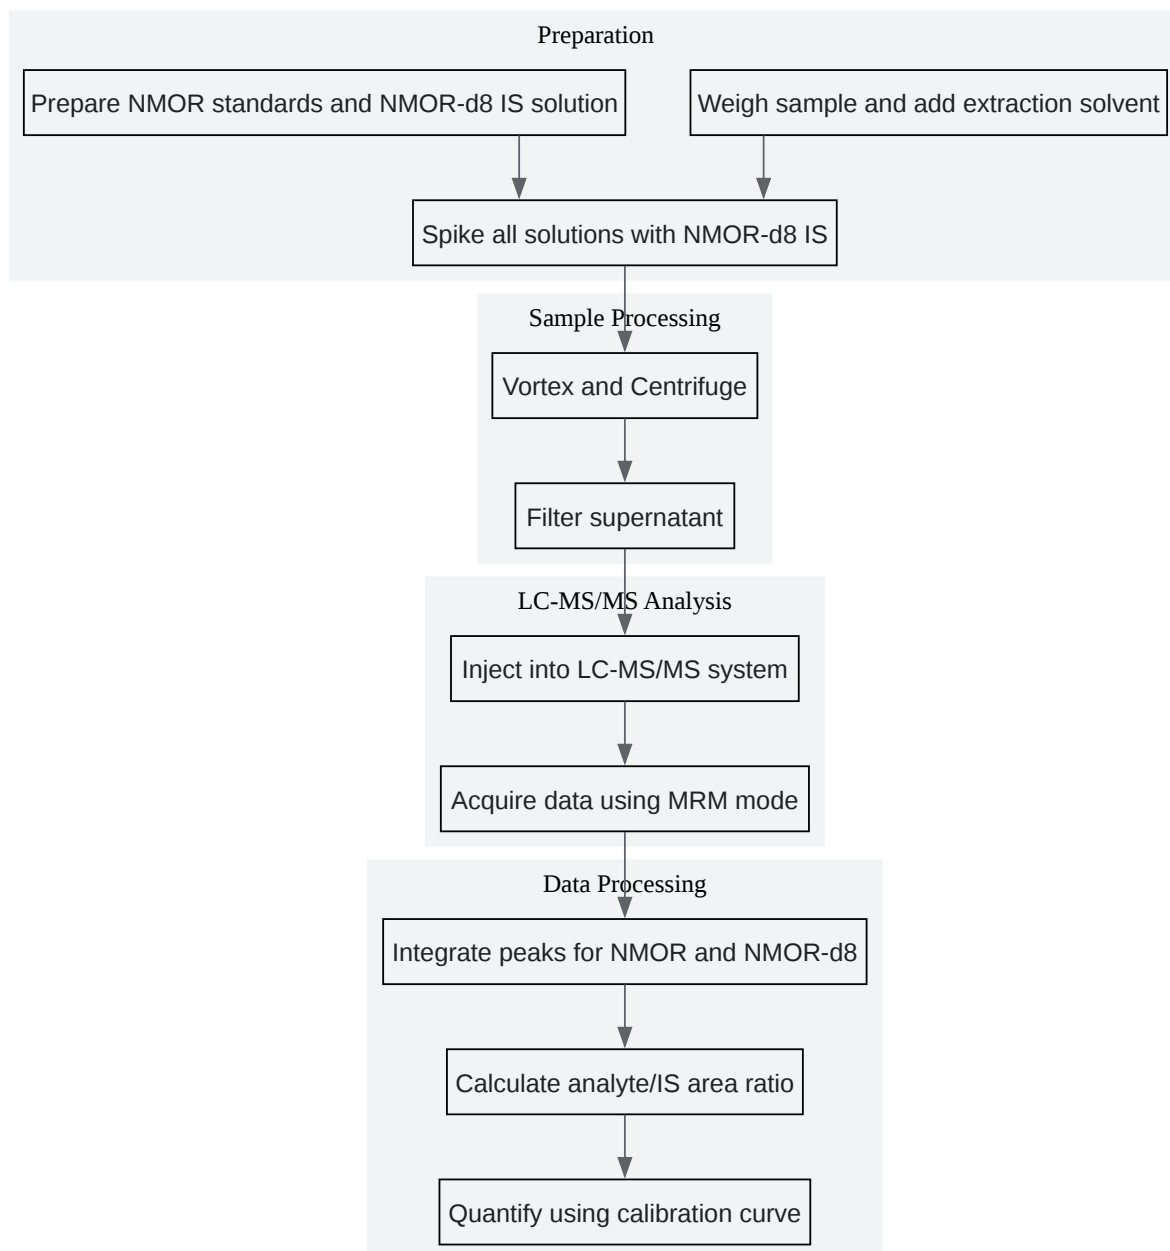 Preparation
Prepare NMOR standards and NMOR-d8 IS solution
Weigh sample and add extraction solvent
Spike all solutions with NMOR-d8 IS
Sample Processing
Vortex and Centrifuge
Filter supernatant
LC-MS/MS Analysis
Inject into LC-MS/MS system
Acquire data using MRM mode
Data Processing
Integrate peaks for NMOR and NMOR-d8
Calculate analyte/IS area ratio
Quantify using calibration curve